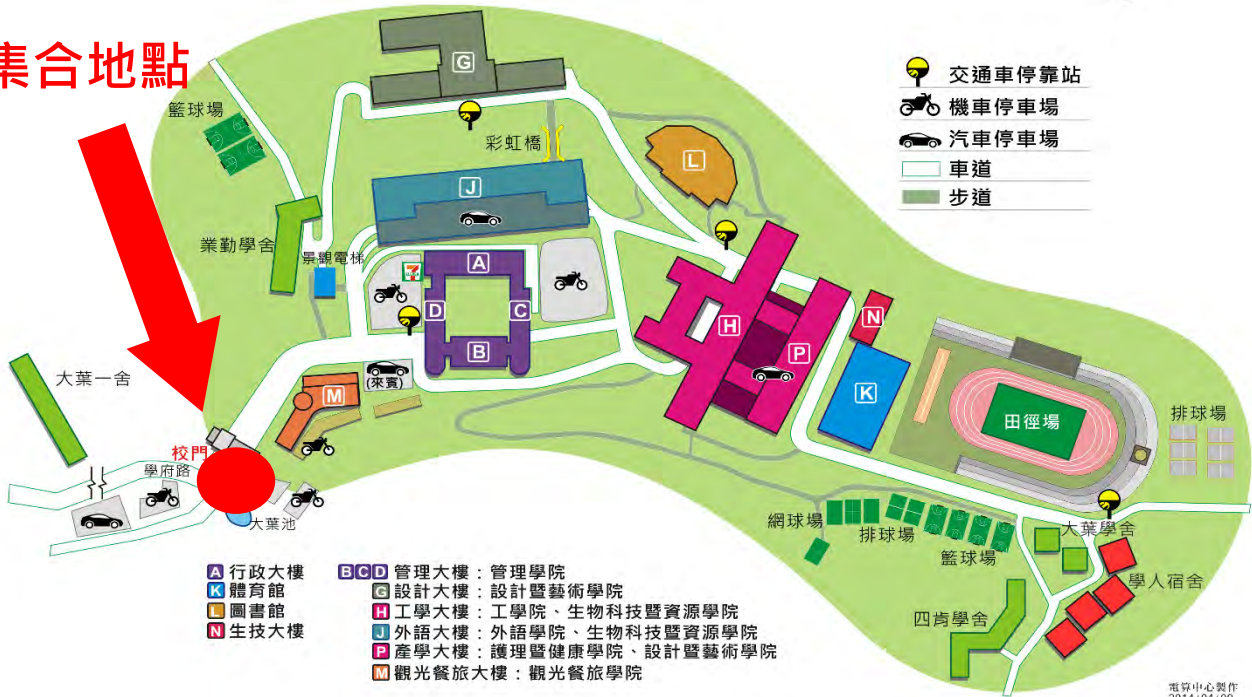 集合地點
交通車停靠站
機車停車場
汽車停車場
車道
步道
G
籃球場
彩虹橋
L
J
業勤學舍
景觀電梯
7
A
D
C
B
H
N
P
(來賓)
M
K
田徑場
排球場
大葉一舍
校門
學府路
大葉池
網球場
排球場
籃球場
大葉學舍
學人宿舍
四肯學舍
A 行政大樓
K 體育館
L 圖書館
N 生技大樓
BCD 管理大樓：管理學院
G 設計大樓：設計暨藝術學院
H 工學大樓：工學院、生物科技暨資源學院
J 外語大樓：外語學院、生物科技暨資源學院
P 產學大樓：護理暨健康學院、設計暨藝術學院
M 觀光餐旅大樓：觀光餐旅學院
電算中心製作